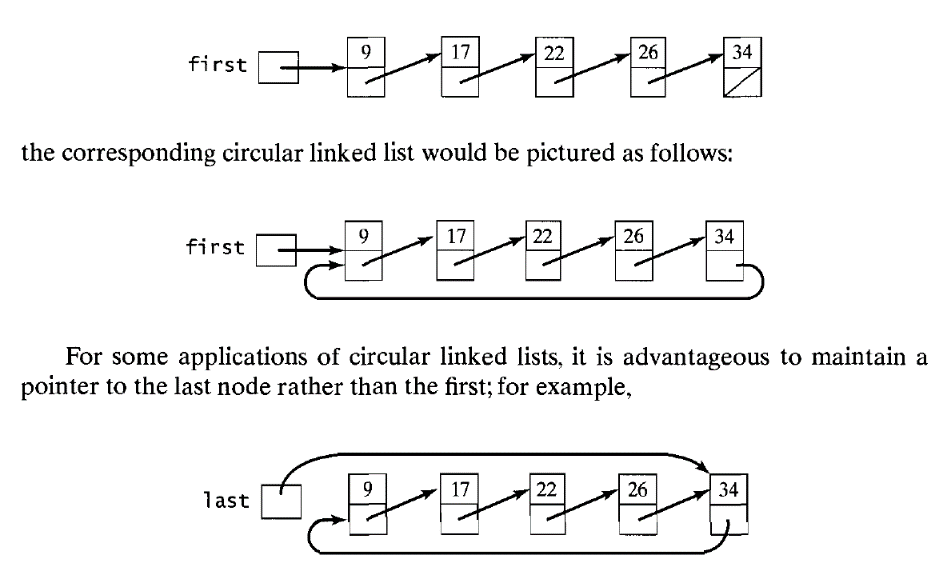 first 9 17 22 26 34
the corresponding circular linked list would be pictured as follows:
first 9 17 22 26 34
For some applications of circular linked lists, it is advantageous to maintain a
pointer to the last node rather than the first; for example,
last 9 17 22 26 34